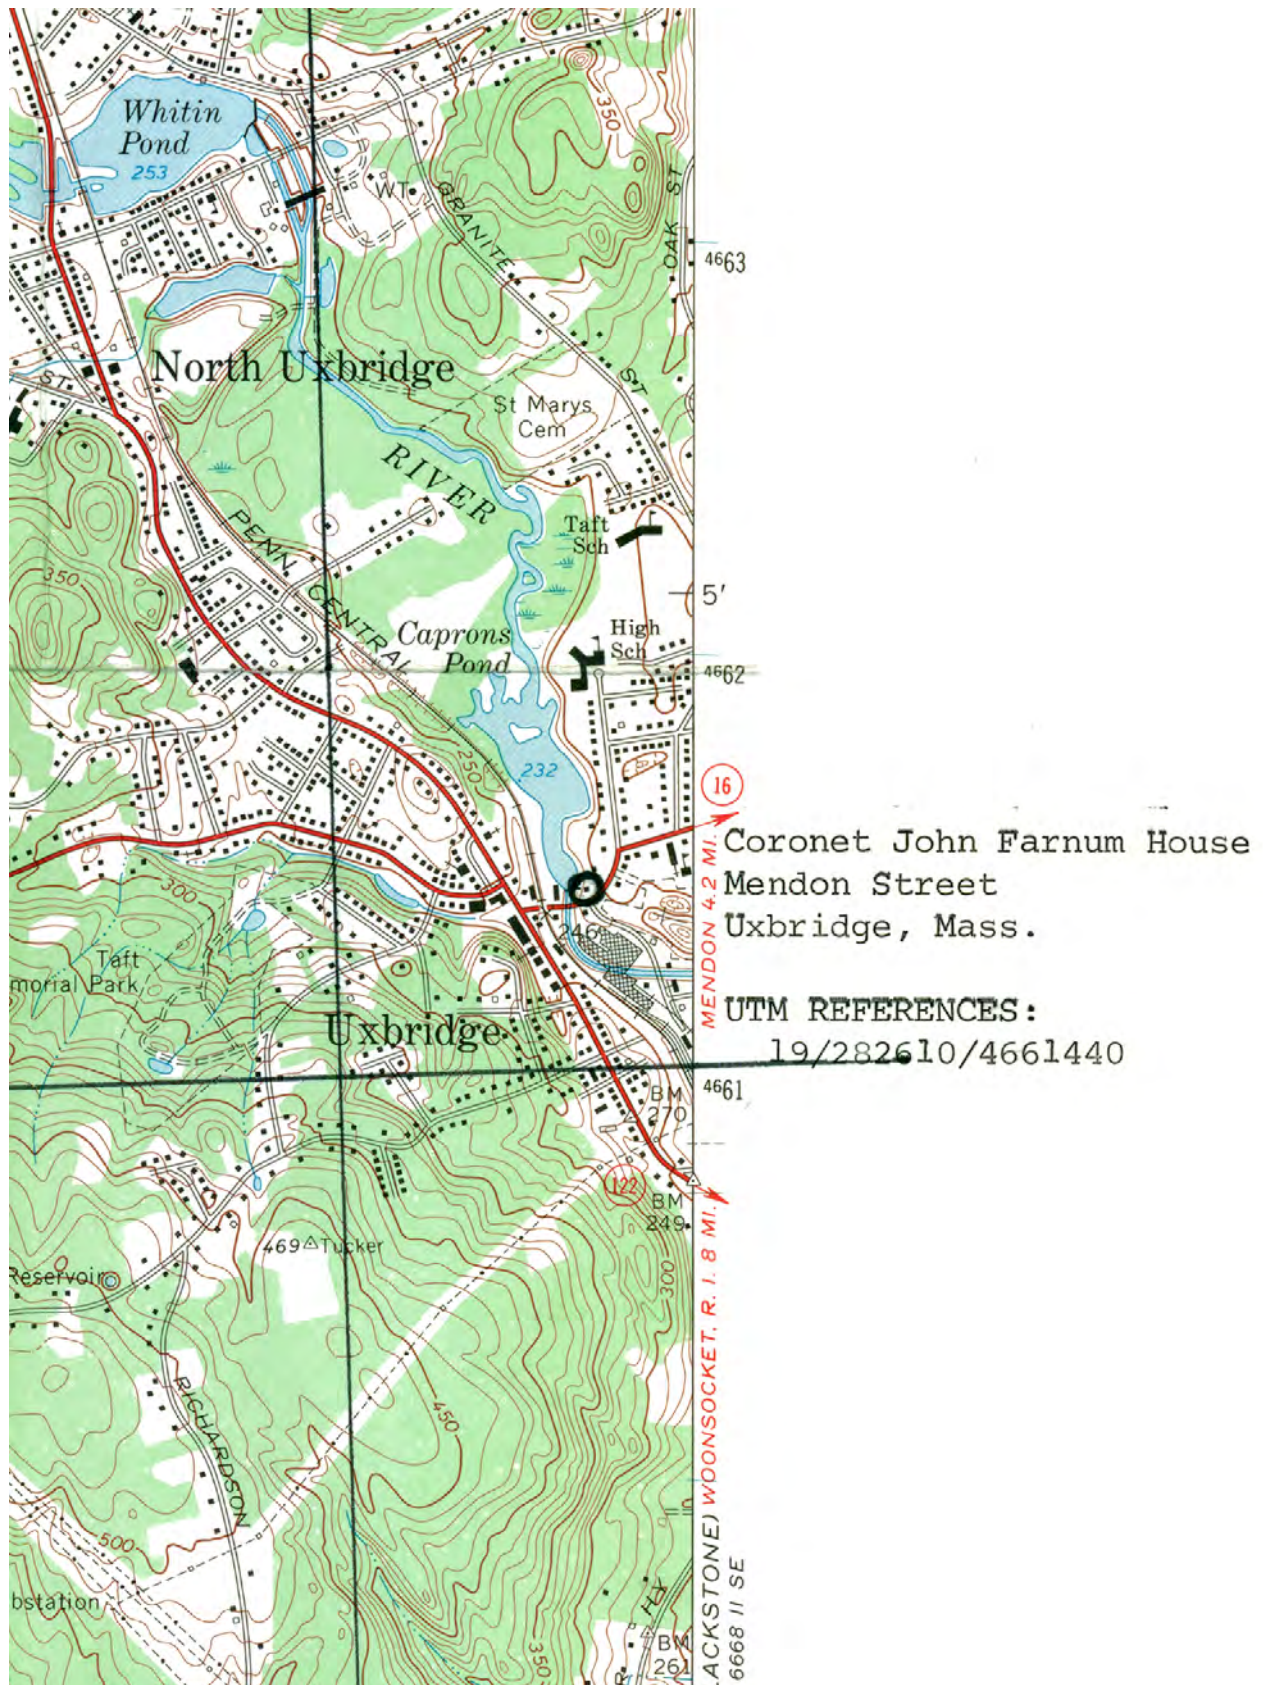 350
Whitin
Pond
253
WT
GRANITE
ST
OAK ST
4663
North Uxbridge
ST
St Marys
Cem
RIVER
Taft
Sch
PENN CENTRAL
350
5'
Caprons
Pond
High
Sch
4662
250
232
16
Coronet John Farnum House
Mendon Street
Uxbridge, Mass.
300
246
MENDON 4.2 MI.
Taft
morial Park
Uxbridge
UTM REFERENCES:
19/282610/4661440
4661
BM
270
122
BM
249
469 Tucker
Reservoir
300
WOONSOCKET, R. I. 8 MI.
RICHARDSON
450
500
bstation
350
HY
R
BM
261
ACKSTONE)
6668 II SE